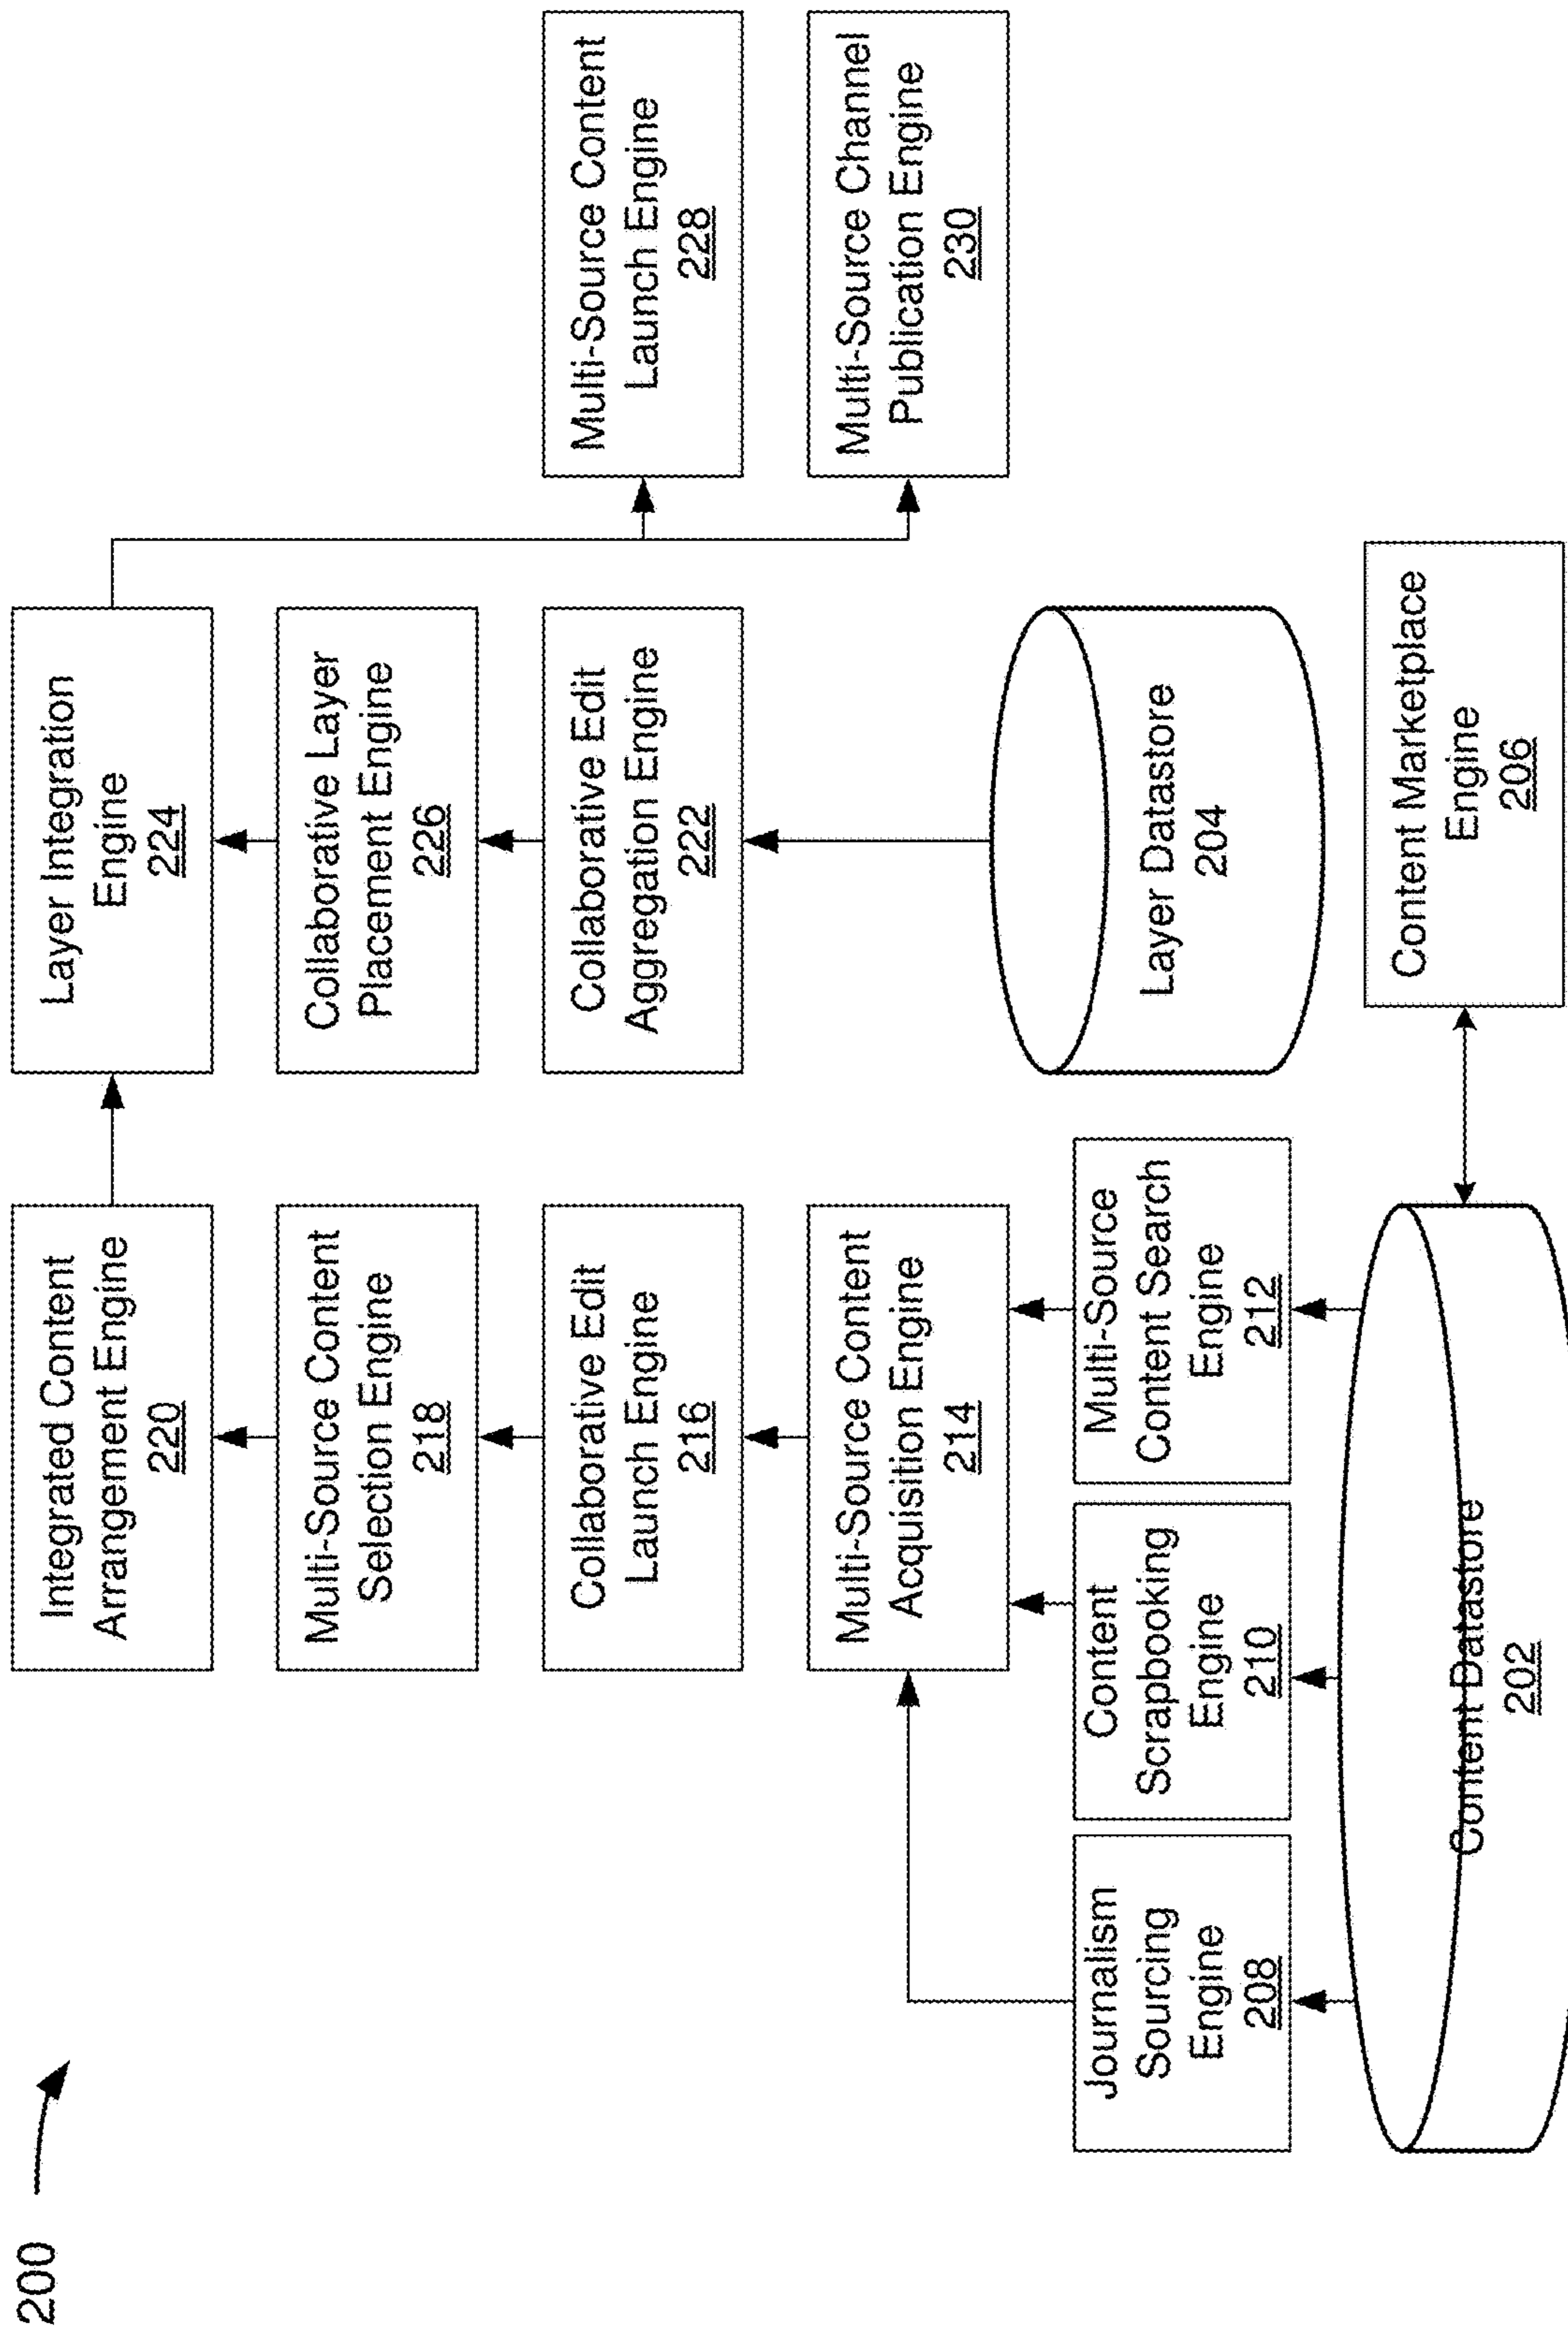 200
Integrated Content
Arrangement Engine
220
Layer Integration
Engine
224
Multi-Source Content
Selection Engine
218
Collaborative Layer
Placement Engine
226
Collaborative Edit
Launch Engine
216
Collaborative Edit
Aggregation Engine
222
Multi-Source Content
Launch Engine
228
Multi-Source Content
Acquisition Engine
214
Multi-Source Channel
Publication Engine
230
Journalism
Sourcing
Engine
208
Content
Scrapbooking
Engine
210
Multi-Source
Content Search
Engine
212
Layer Datastore
204
Content Datastore
202
Content Marketplace
Engine
206